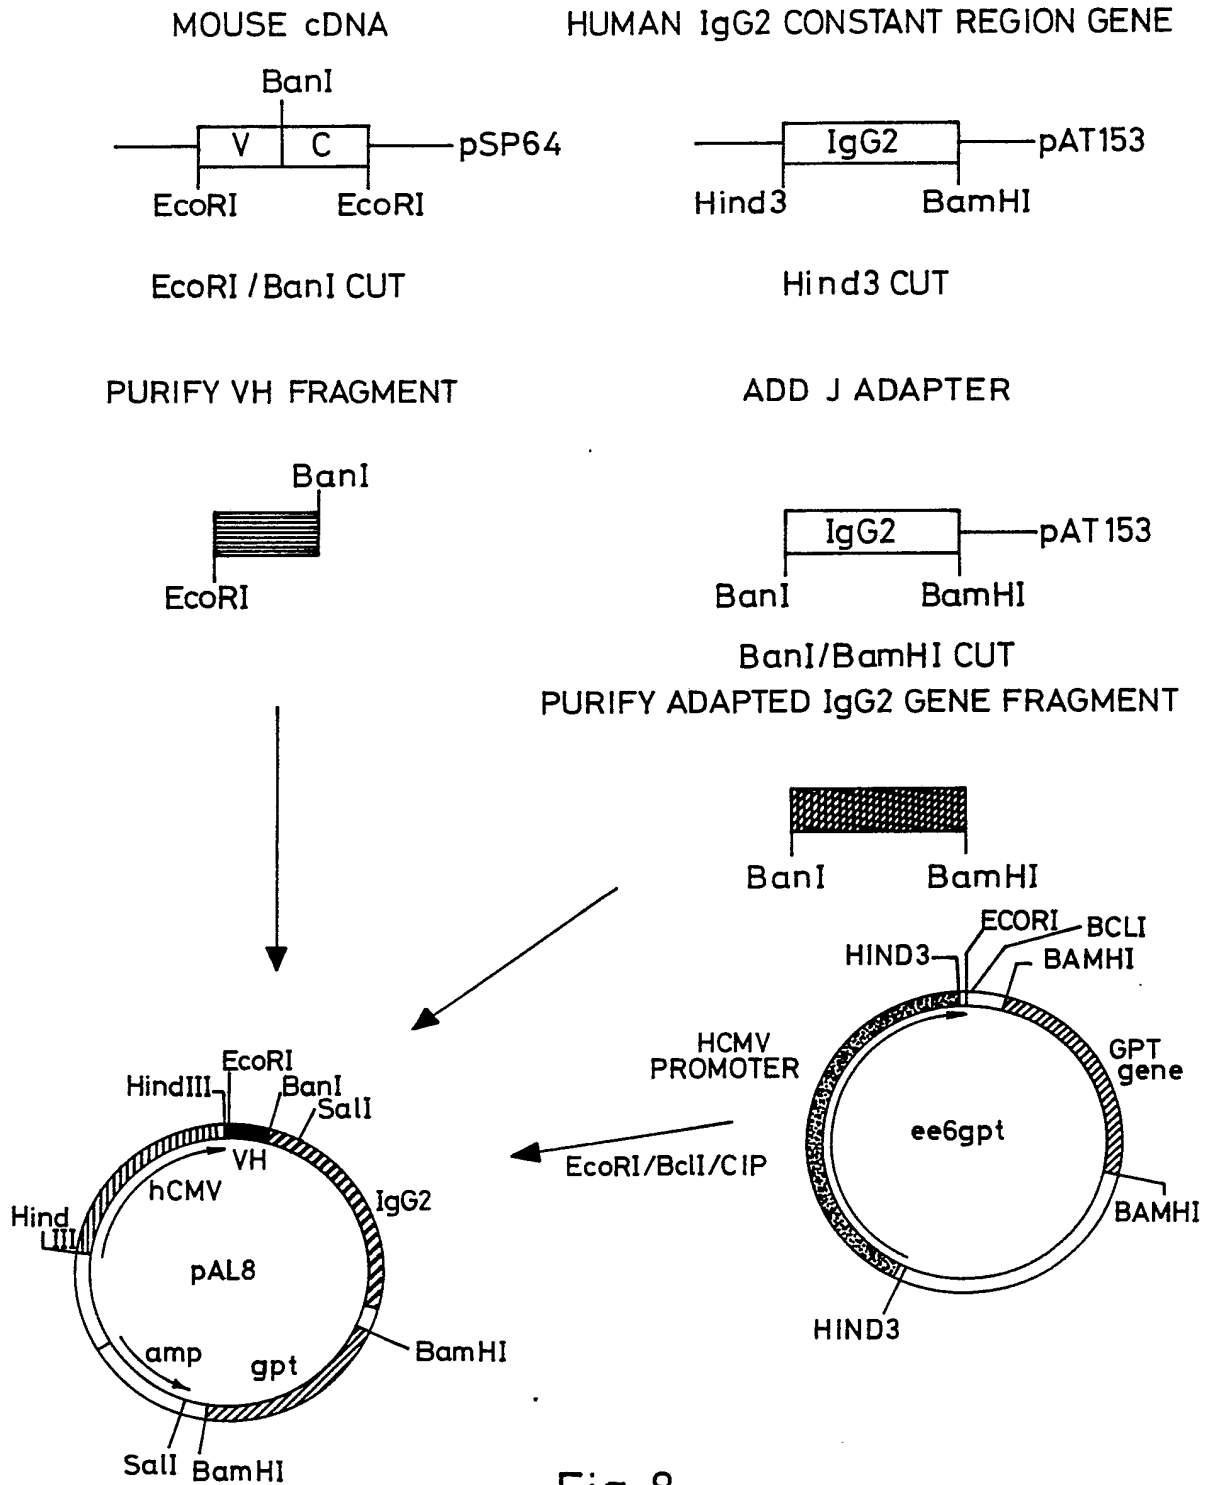 MOUSE cDNA
BanI
V C
pSP64
EcoRI EcoRI
EcoRI/BanI CUT
PURIFY VH FRAGMENT
BanI
EcoRI
HUMAN IgG2 CONSTANT REGION GENE
IgG2
pAT153
Hind3 BamHI
Hind3 CUT
ADD J ADAPTER
IgG2
pAT153
BanI BamHI
BanI/BamHI CUT
PURIFY ADAPTED IgG2 GENE FRAGMENT
BanI BamHI
ECORI
BCLI
HIND3
BAMHI
HCMV
PROMOTER
GPT
gene
ee6gpt
BAMHI
HIND3
EcoRI/BclI/CIP
EcoRI
HindIII
BanI
SalI
VH
hCMV
IgG2
Hind
III
pAL8
amp
gpt
BamHI
SalI
BamHI
Fig. 8